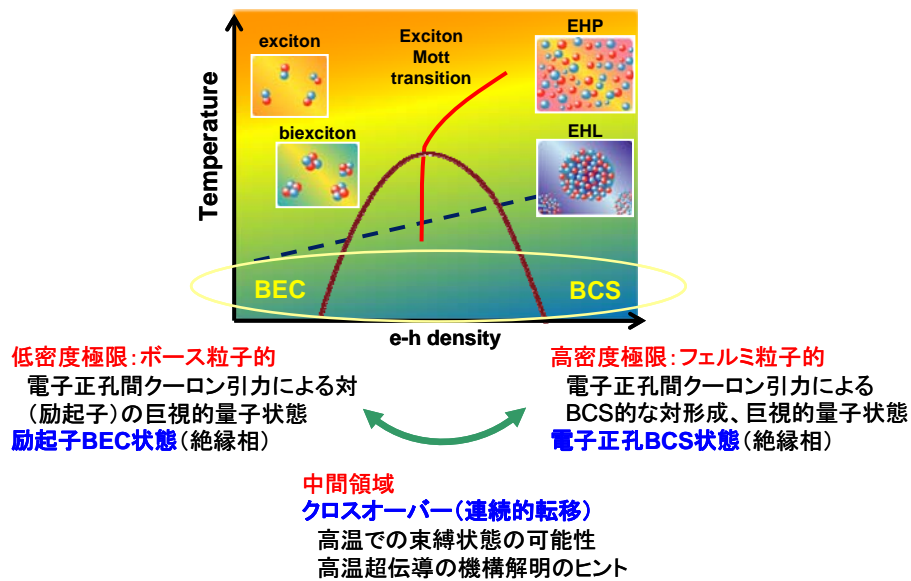 exciton
Exciton
Mott
transition
EHP
biexciton
EHL
Temperature
BEC
BCS
e-h density
低密度極限：ボース粒子的
電子正孔間クーロン引力による対
（励起子）の巨視的量子状態
励起子BEC状態（絶縁相）
高密度極限：フェルミ粒子的
電子正孔間クーロン引力による
BCS的な対形成、巨視的量子状態
電子正孔BCS状態（絶縁相）
中間領域
クロスオーバー（連続的転移）
高温での束縛状態の可能性
高温超伝導の機構解明のヒント